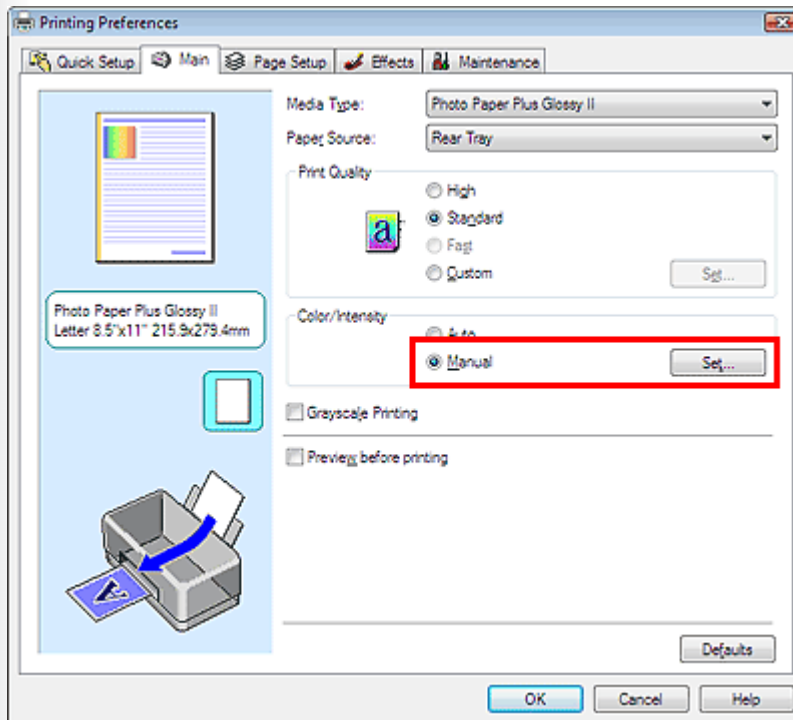 Printing Preferences
Quick Setup Main Page Setup Effects Maintenance
Media Type: Photo Paper Plus Glossy II
Paper Source: Rear Tray
Print Quality
High
Standard
Fast
Custom Set...
a
Photo Paper Plus Glossy II
Letter 8.5"x11" 215.9x279.4mm
Color/Intensity
Auto
Manual Set...
Grayscale Printing
Preview before printing
A
Defaults
OK Cancel Help